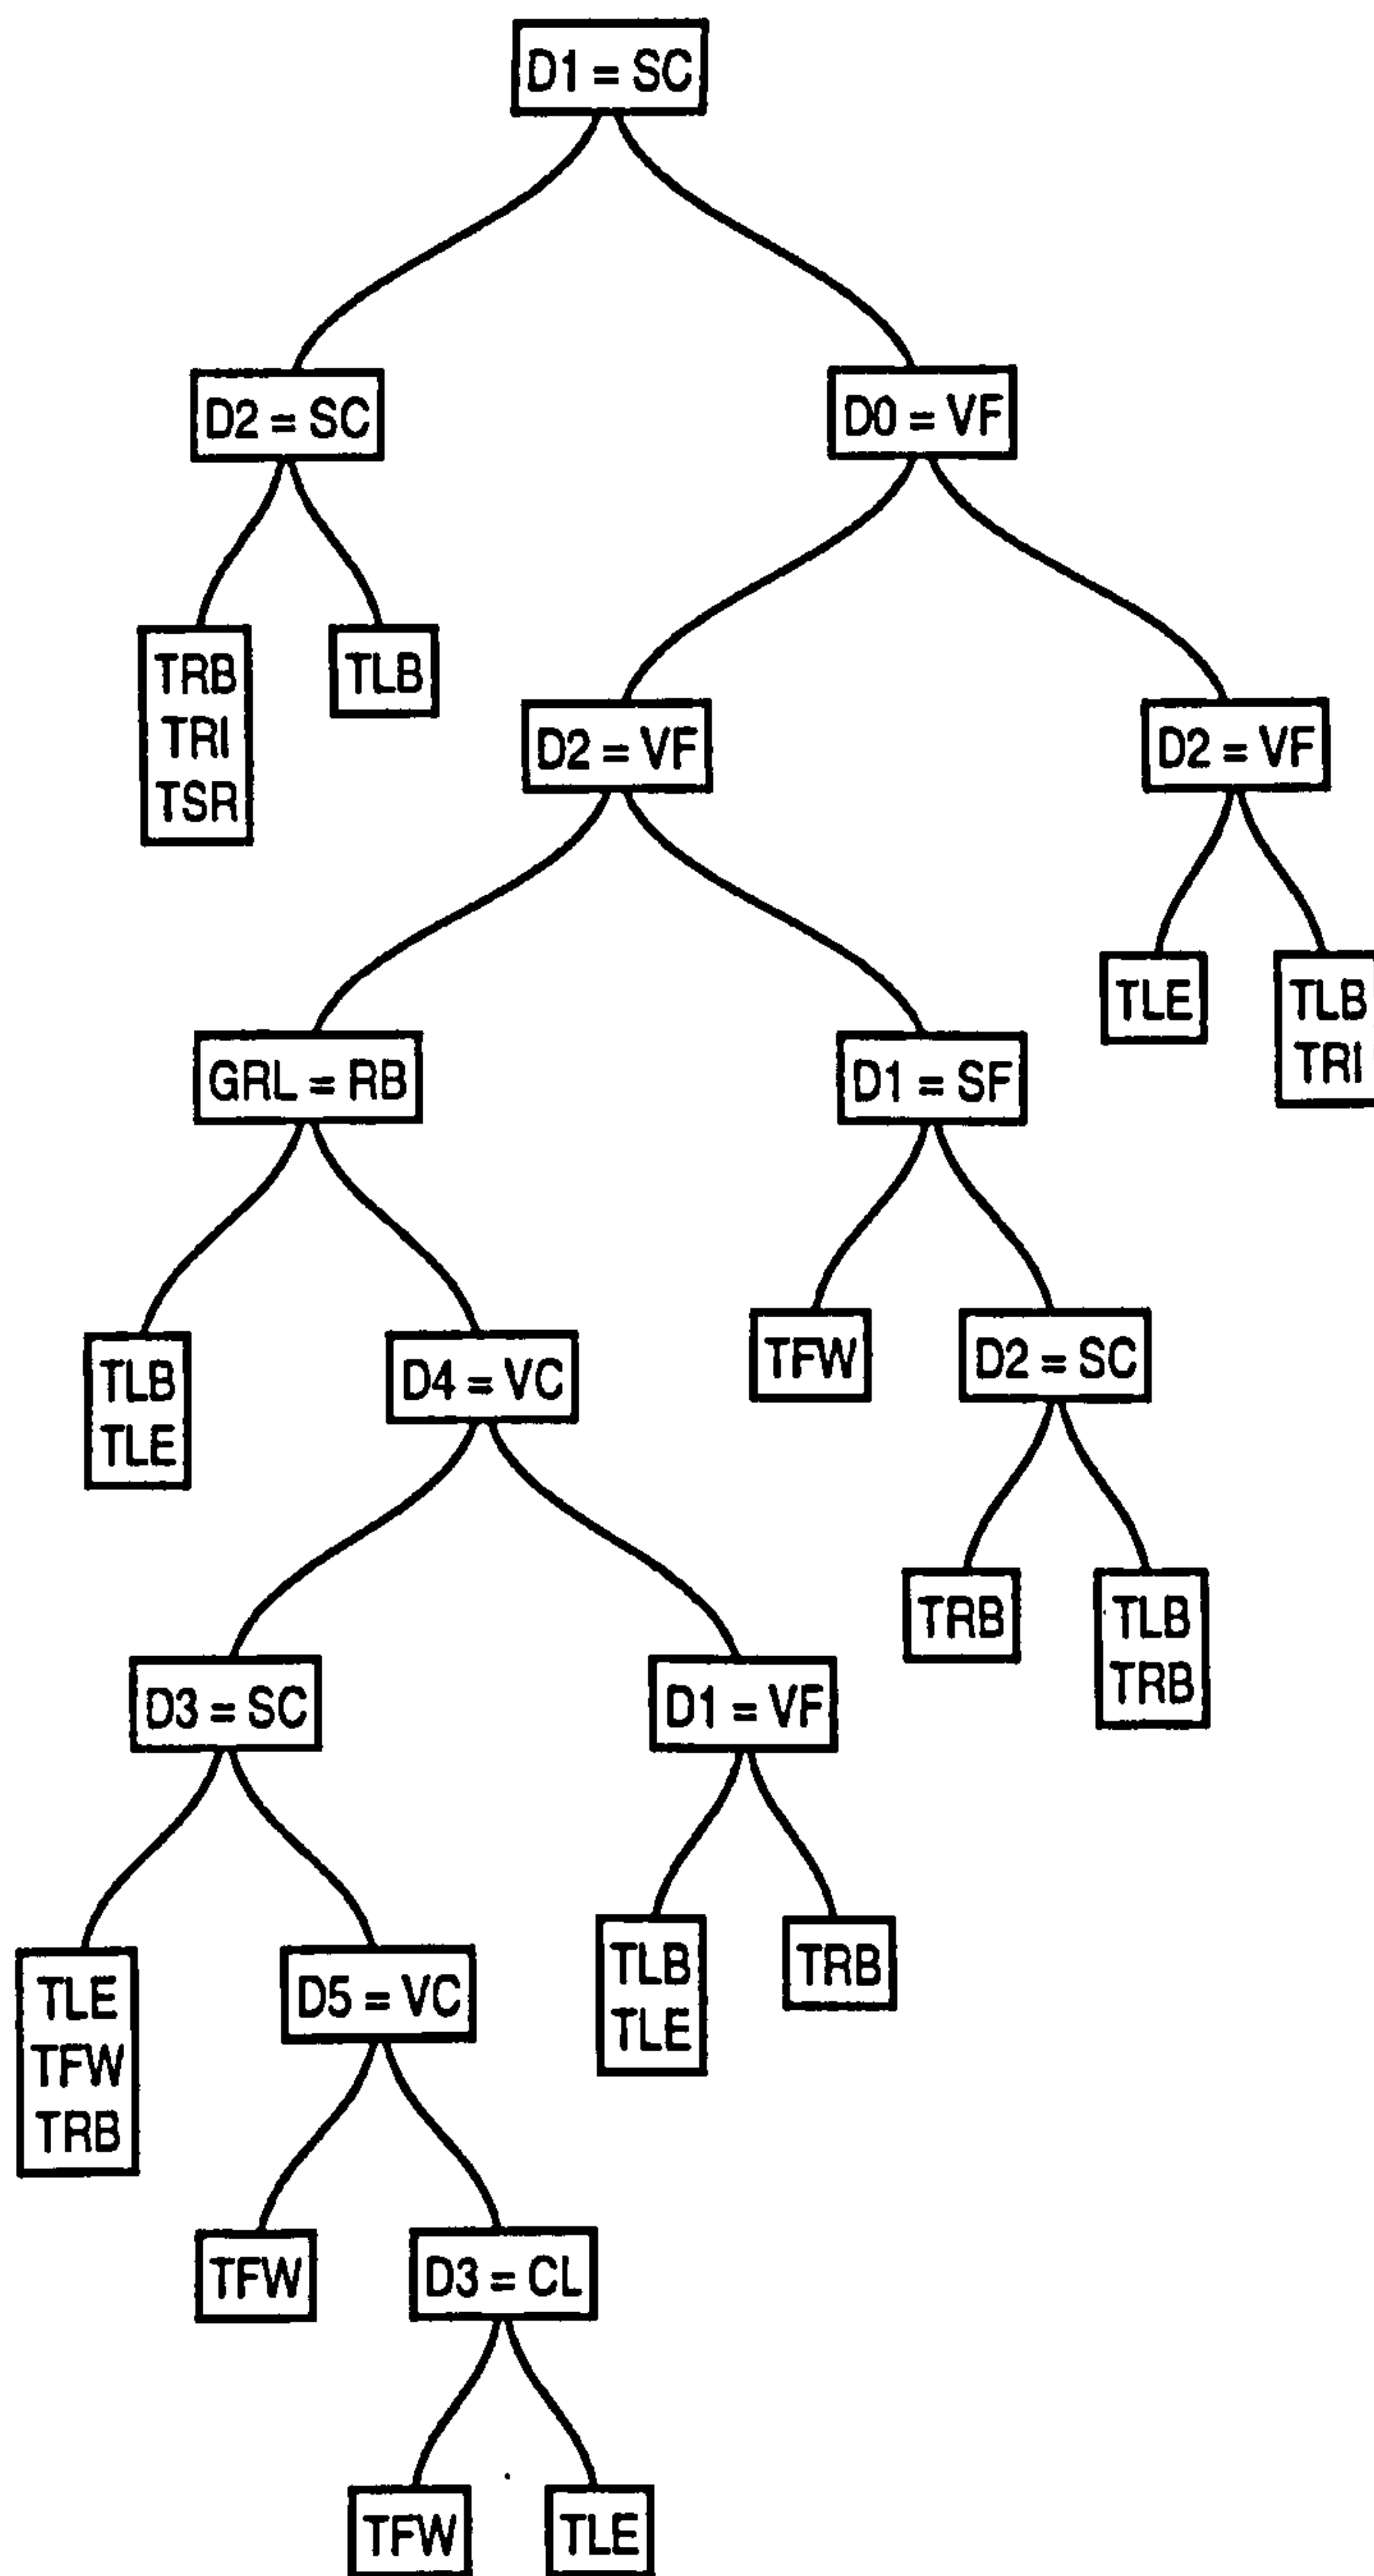 D1 = SC
D2 = SC
D0 = VF
TRB
TRI
TSR
TLB
D2 = VF
D2 = VF
TLE
TLB
TRI
GRL = RB
D1 = SF
TLB
TLE
D4 = VC
TFW
D2 = SC
TRB
TLB
TRB
D3 = SC
D1 = VF
TLE
TFW
TRB
D5 = VC
TLB
TLE
TRB
TFW
D3 = CL
TFW
TLE